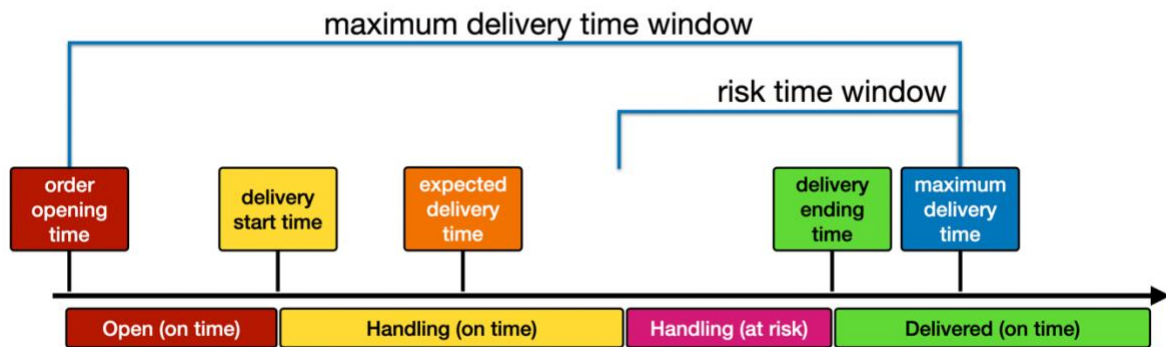 maximum delivery time window
risk time window
order
opening
time
delivery
start time
expected
delivery
time
delivery
ending
time
maximum
delivery
time
Open (on time)
Handling (on time)
Handling (at risk)
Delivered (on time)